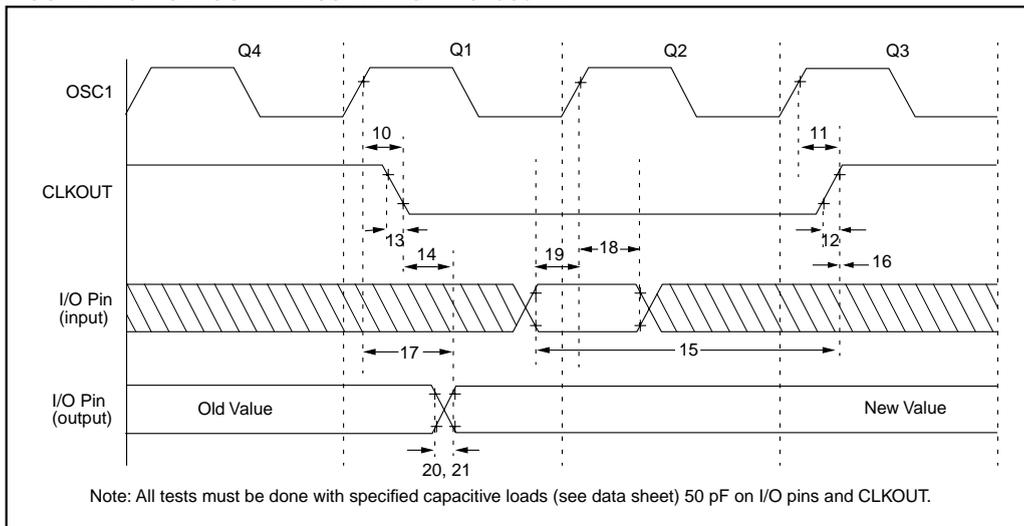 Q4 Q1 Q2 Q3
OSC1
10 11
CLKOUT
13 12
14 19 18 16
I/O Pin
(input)
17 15
I/O Pin
(output)
Old Value New Value
20, 21
Note: All tests must be done with specified capacitive loads (see data sheet) 50 pF on I/O pins and CLKOUT.